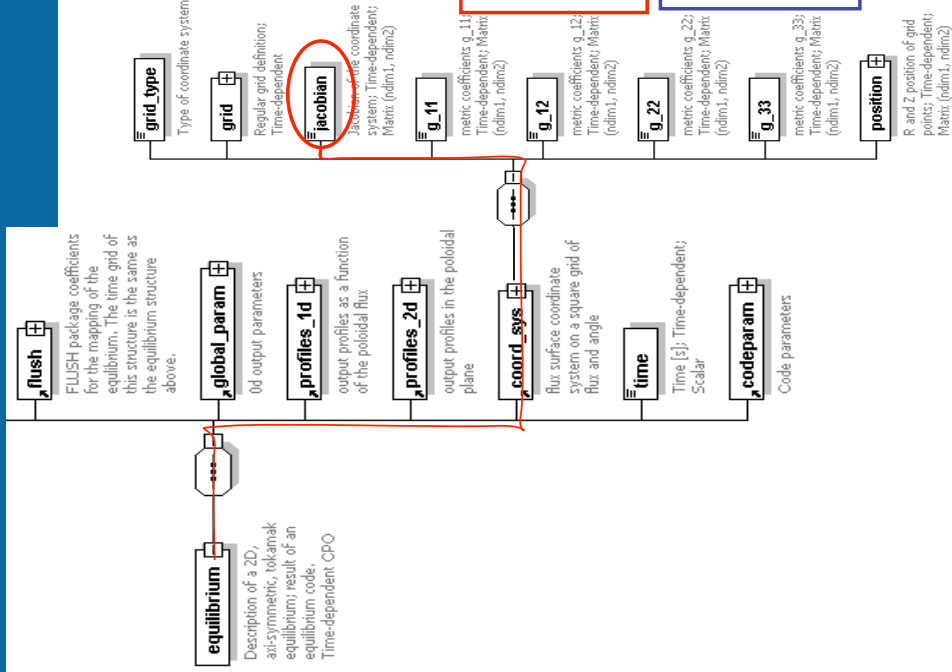 equilibrium
Description of a 2D,
axi-symmetric, tokamak
equilibrium; result of an
equilibrium code.
Time-dependent CPO
flush
FLUSH package coefficients
for the mapping of the
eqilibrium. The time grid of
this structure is the same as
the equilibrium structure
above.
global_param
0d output parameters
profiles_1d
output profiles as a function
of the poloidal flux
profiles_2d
output profiles in the poloidal
plane
coord_sys
flux surface coordinate
system on a square grid of
flux and angle
time
Time [s]; Time-dependent;
Scalar
codeparam
Code parameters
grid_type
Type of coordinate system
grid
Regular grid definition;
Time-dependent
jacobian
Jacobian of the coordinate
system; Time-dependent;
Matrix (ndim1, ndim2)
g_11
metric coefficients g_11;
Time-dependent; Matrix
(ndim1, ndim2)
g_12
metric coefficients g_12;
Time-dependent; Matrix
(ndim1, ndim2)
g_22
metric coefficients g_22;
Time-dependent; Matrix
(ndim1, ndim2)
g_33
metric coefficients g_33;
Time-dependent; Matrix
(ndim1, ndim2)
position
R and Z position of grid
points; Time-dependent;
Matrix (ndim1, ndim2)